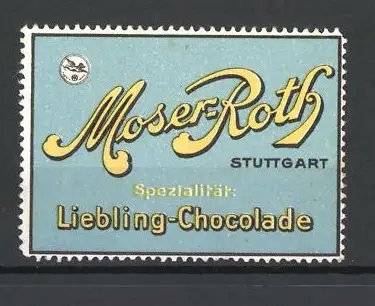 Moser-Roth
STUTTGART
Spezialität:
Liebling-Chocolade